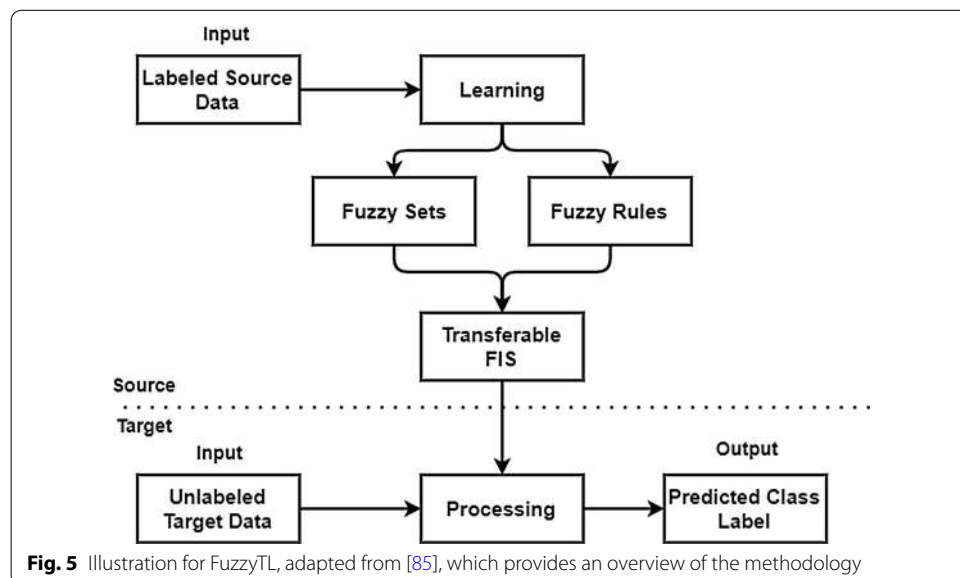 Input
Labeled Source
Data
Learning
Fuzzy Sets
Fuzzy Rules
Transferable
FIS
Source
Target
Input
Unlabeled
Target Data
Processing
Output
Predicted Class
Label
Fig. 5 Illustration for FuzzyTL, adapted from [85], which provides an overview of the methodology